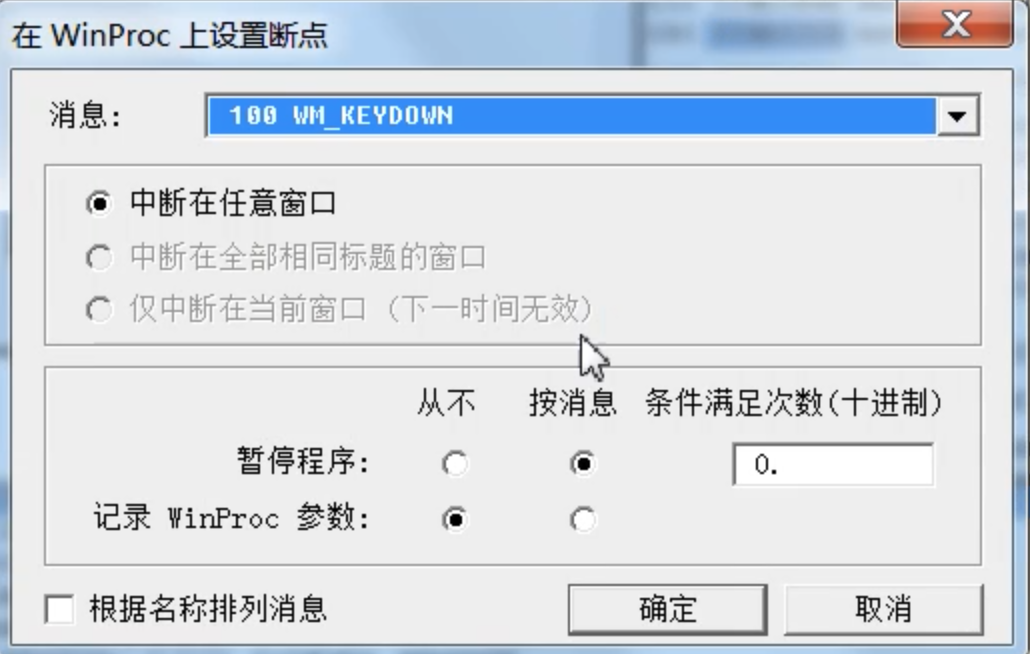 在 WinProc 上设置断点
消息: 100 WM_KEYDOWN
中断在任意窗口
中断在全部相同标题的窗口
仅中断在当前窗口 (下一时间无效)
从不 按消息 条件满足次数(十进制)
暂停程序: 0.
记录 WinProc 参数:
根据名称排列消息 确定 取消